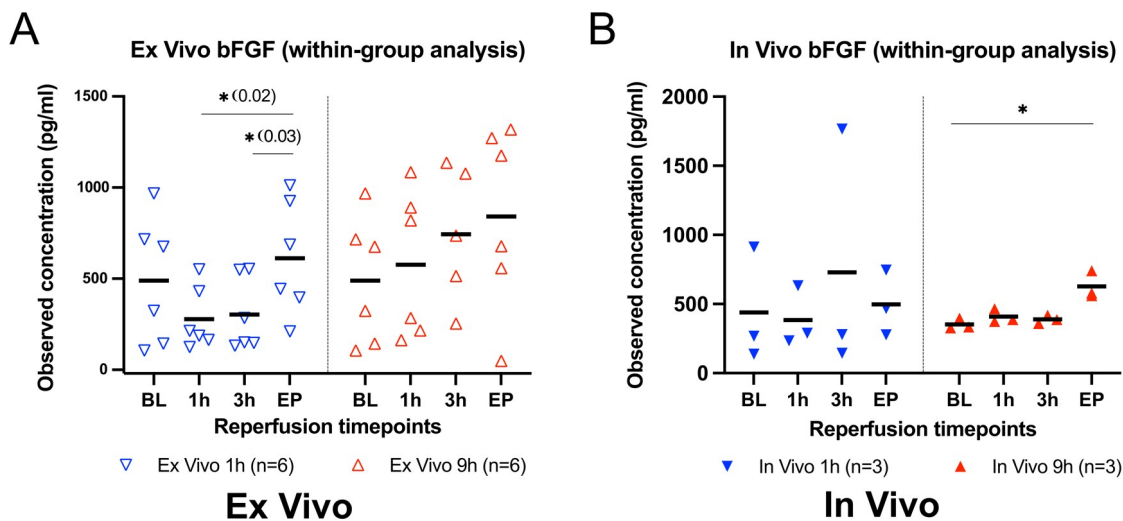 A
Ex Vivo bFGF (within-group analysis)
Observed concentration (pg/ml)
1500
1000
500
0
*(0.02)
*(0.03)
BL 1h 3h EP BL 1h 3h EP
Reperfusion timepoints
Ex Vivo 1h (n=6) Ex Vivo 9h (n=6)
Ex Vivo
B
In Vivo bFGF (within-group analysis)
Observed concentration (pg/ml)
2000
1500
1000
500
0
*
BL 1h 3h EP BL 1h 3h EP
Reperfusion timepoints
In Vivo 1h (n=3) In Vivo 9h (n=3)
In Vivo